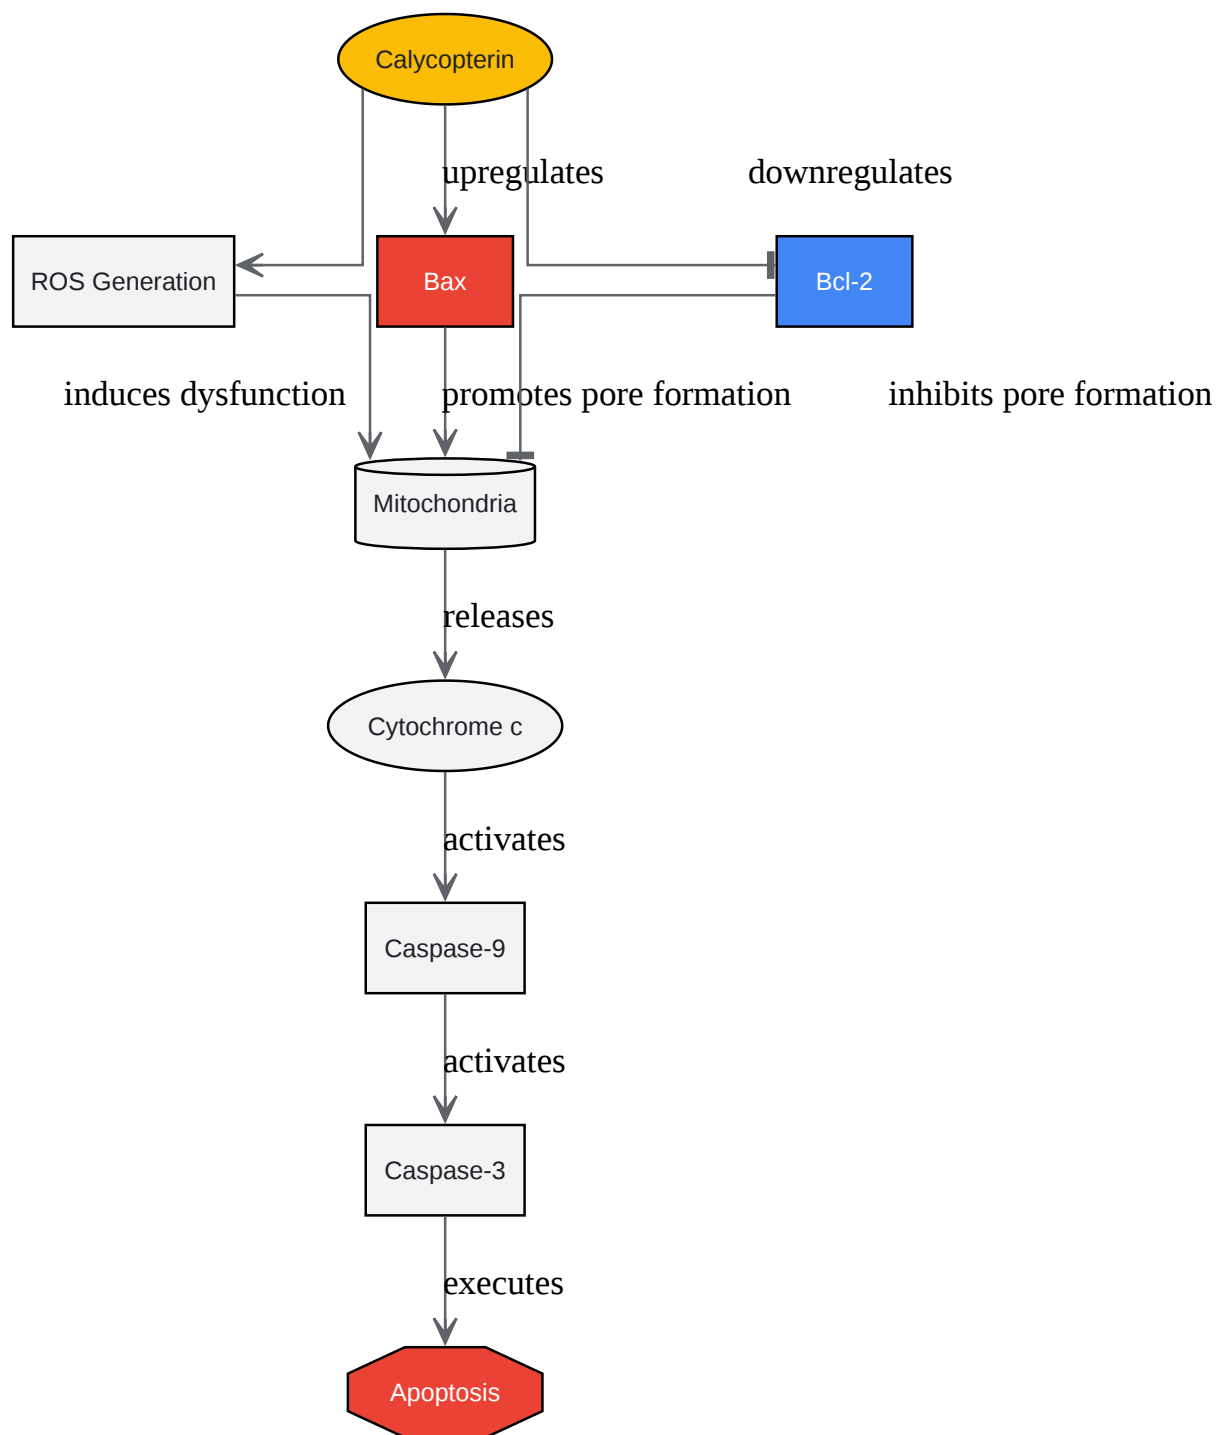 Calycopterin
upregulates
downregulates
ROS Generation
Bax
Bcl-2
induces dysfunction
promotes pore formation
inhibits pore formation
Mitochondria
releases
Cytochrome c
activates
Caspase-9
activates
Caspase-3
executes
Apoptosis